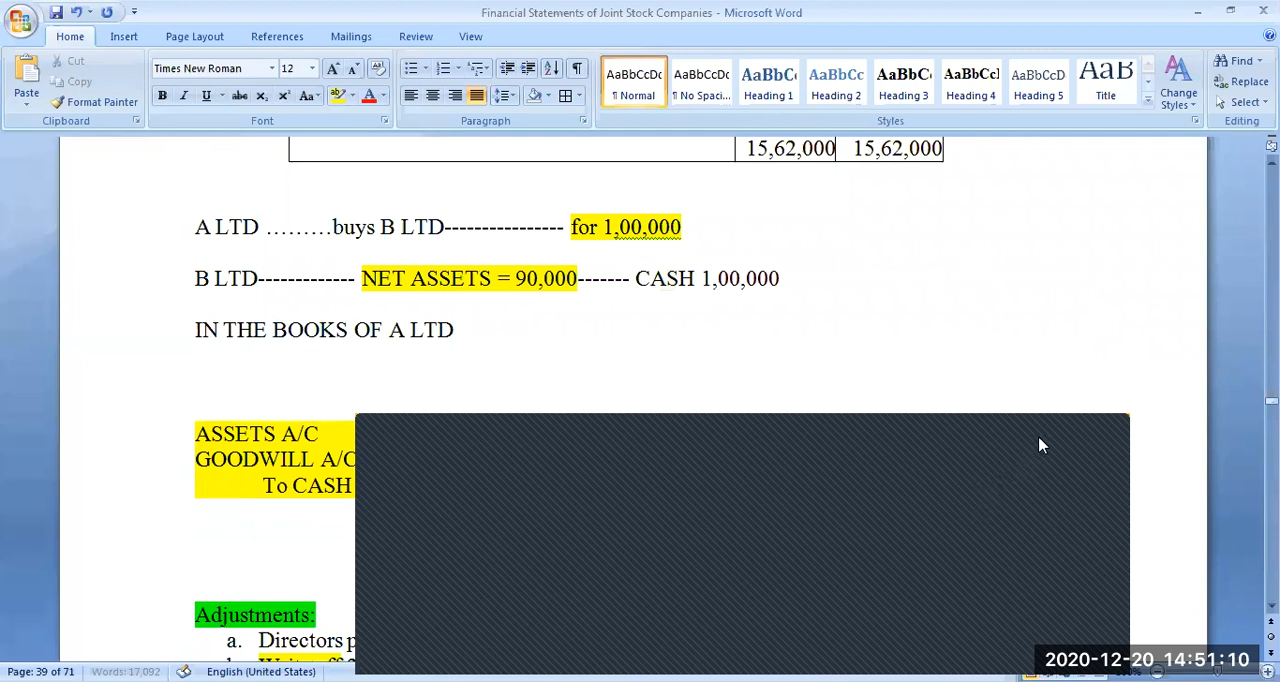 Financial Statements of Joint Stock Companies - Microsoft Word
Home Insert Page Layout References Mailings Review View
Paste Cut Copy Format Painter
Clipboard
Times New Roman 12
Font
Paragraph
AaBbCcDc AaBbCcDc AaBbC AaBbCc AaBbCc AaBbCcI AaBbCcD AaB
¶ Normal ¶ No Spaci... Heading 1 Heading 2 Heading 3 Heading 4 Heading 5 Title
Change Styles
Styles
Find Replace Select
Editing
15,62,000 15,62,000
A LTD ………buys B LTD---------------- for 1,00,000
B LTD------------- NET ASSETS = 90,000------- CASH 1,00,000
IN THE BOOKS OF A LTD
ASSETS A/C
GOODWILL A/C
To CASH
Adjustments:
a. Directors p
Page: 39 of 71 Words: 17,092 English (United States)
2020-12-20 14:51:10